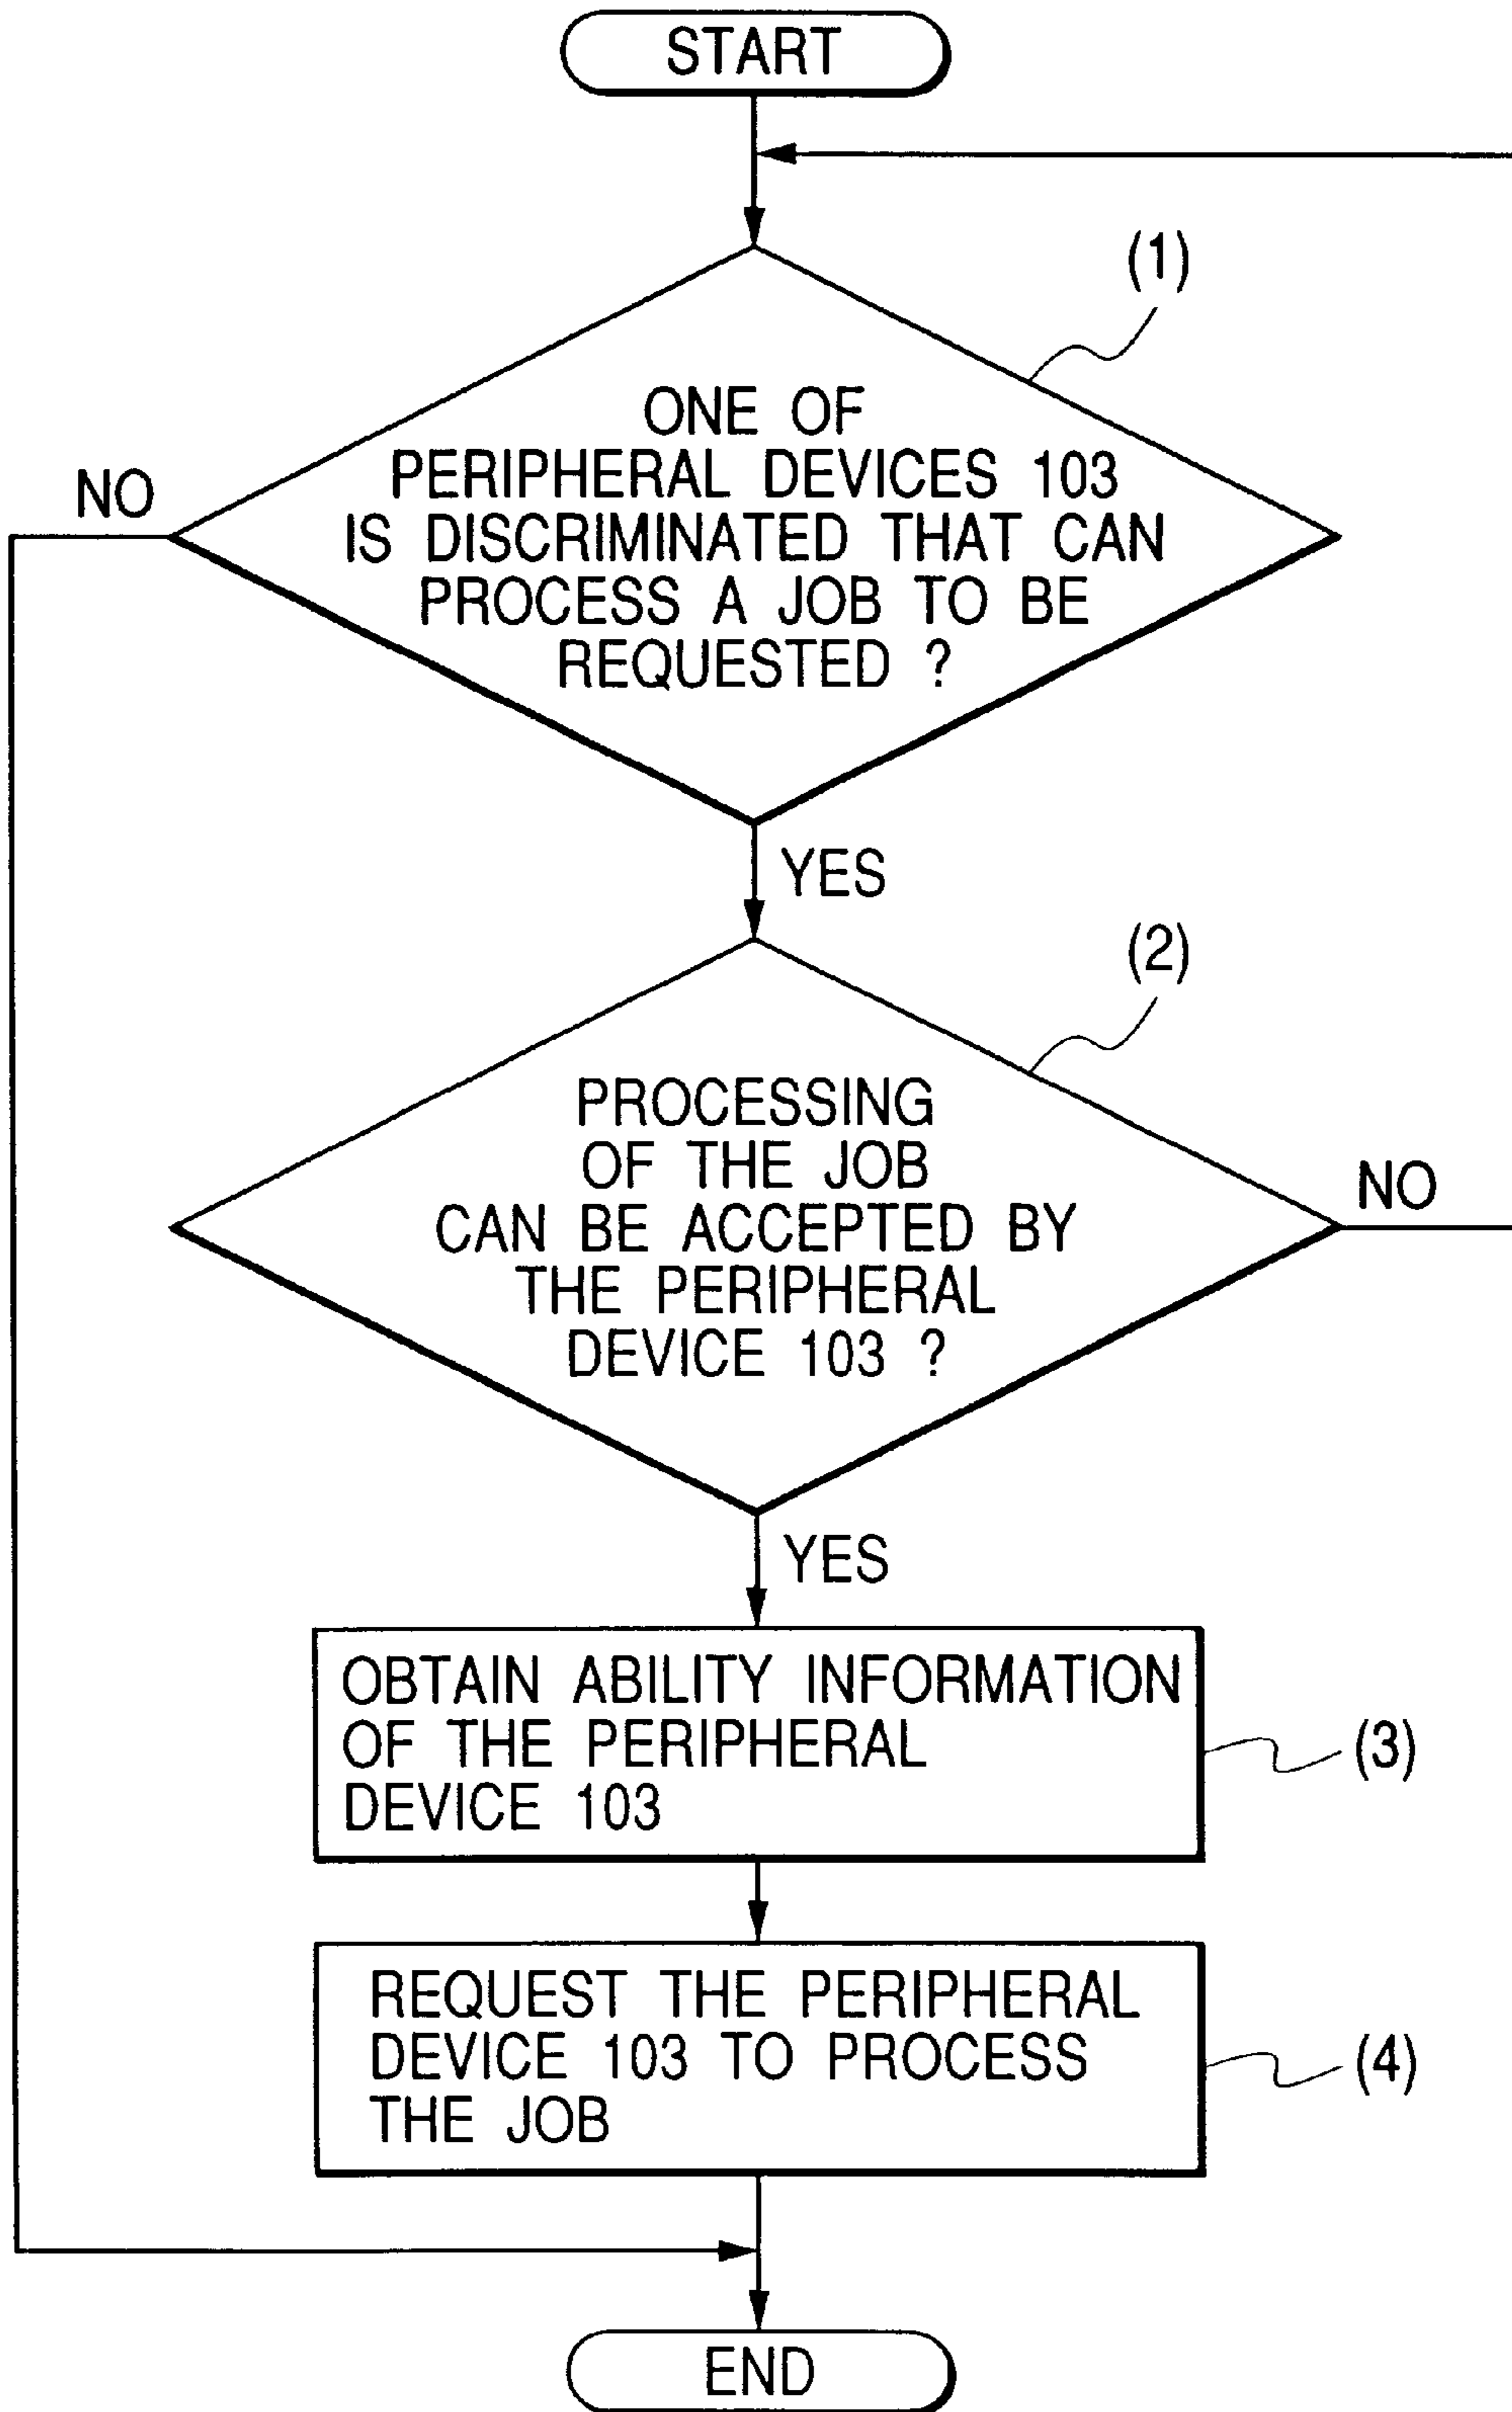 START
(1)
ONE OF
PERIPHERAL DEVICES 103
IS DISCRIMINATED THAT CAN
PROCESS A JOB TO BE
REQUESTED ?
NO
YES
(2)
PROCESSING
OF THE JOB
CAN BE ACCEPTED BY
THE PERIPHERAL
DEVICE 103 ?
NO
YES
OBTAIN ABILITY INFORMATION
OF THE PERIPHERAL
DEVICE 103
(3)
REQUEST THE PERIPHERAL
DEVICE 103 TO PROCESS
THE JOB
(4)
END